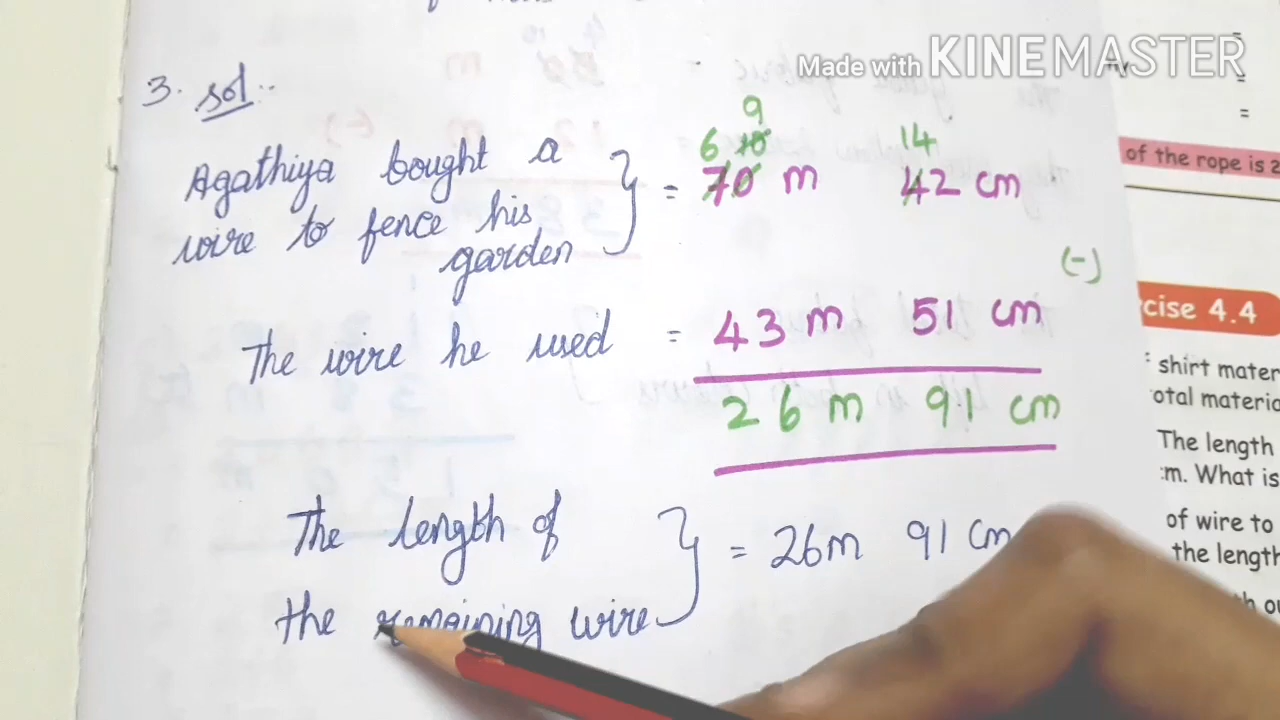 Made with KINEMASTER
3. Sol:-
9
6 10 14
Agathiya bought a
wire to fence his
garden } = 70 m 42 cm
(-)
The wire he used = 43 m 51 cm
26 m 91 cm
The length of
the remaining wire } = 26m 91 cm
=
=
of the rope is 2
cise 4.4
shirt mater
otal materia
The length
m. What is
of wire to
the length